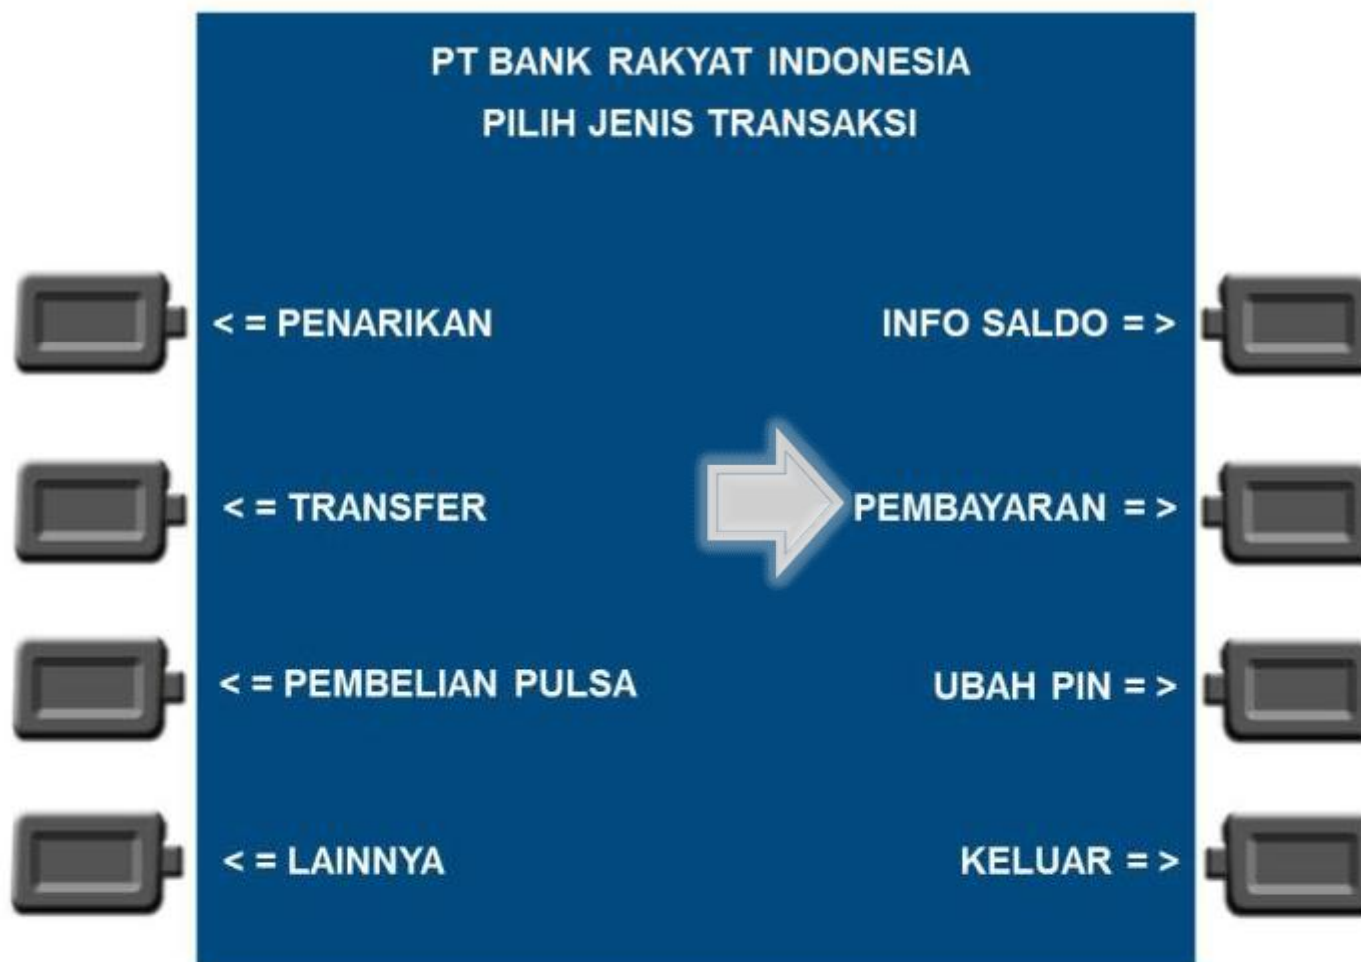 PT BANK RAKYAT INDONESIA
PILIH JENIS TRANSAKSI
< = PENARIKAN
INFO SALDO = >
< = TRANSFER
PEMBAYARAN = >
< = PEMBELIAN PULSA
UBAH PIN = >
< = LAINNYA
KELUAR = >